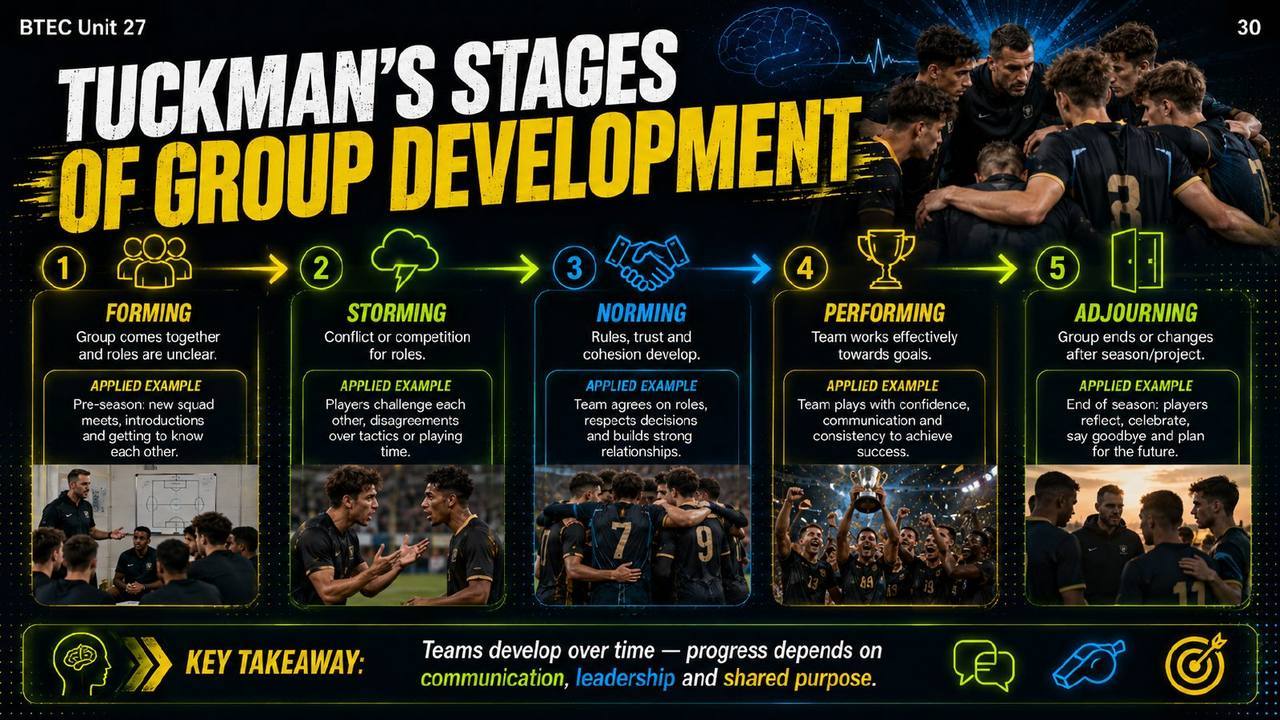 BTEC Unit 27
30
TUCKMAN'S STAGES
OF GROUP DEVELOPMENT
1
2
3
4
5
FORMING
Group comes together
and roles are unclear.
APPLIED EXAMPLE
Pre-season: new squad
meets, introductions
and getting to know
each other.
STORMING
Conflict or competition
for roles.
APPLIED EXAMPLE
Players challenge each
other, disagreements
over tactics or playing
time.
NORMING
Rules, trust and
cohesion develop.
APPLIED EXAMPLE
Team agrees on roles,
respects decisions
and builds strong
relationships.
PERFORMING
Team works effectively
towards goals.
APPLIED EXAMPLE
Team plays with confidence,
communication and
consistency to achieve
success.
ADJOURNING
Group ends or changes
after season/project.
APPLIED EXAMPLE
End of season: players
reflect, celebrate,
say goodbye and plan
for the future.
7
9
11
KEY TAKEAWAY:
Teams develop over time — progress depends on
communication, leadership and shared purpose.